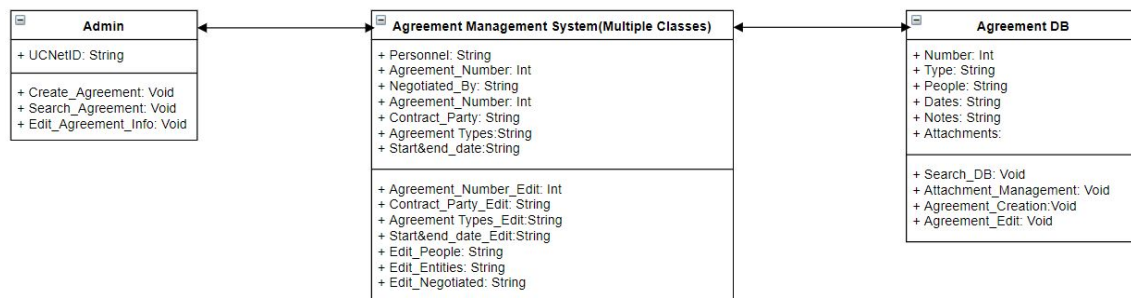 Admin
+ UCNetID: String
+ Create_Agreement: Void
+ Search_Agreement: Void
+ Edit_Agreement_Info: Void
Agreement Management System(Multiple Classes)
+ Personnel: String
+ Agreement_Number: Int
+ Negotiated_By: String
+ Agreement_Number: Int
+ Contract_Party: String
+ Agreement Types:String
+ Start&end_date:String
+ Agreement_Number_Edit: Int
+ Contract_Party_Edit: String
+ Agreement Types_Edit:String
+ Start&end_date_Edit:String
+ Edit_People: String
+ Edit_Entities: String
+ Edit_Negotiated: String
Agreement DB
+ Number: Int
+ Type: String
+ People: String
+ Dates: String
+ Notes: String
+ Attachments:
+ Search_DB: Void
+ Attachment_Management: Void
+ Agreement_Creation:Void
+ Agreement_Edit: Void